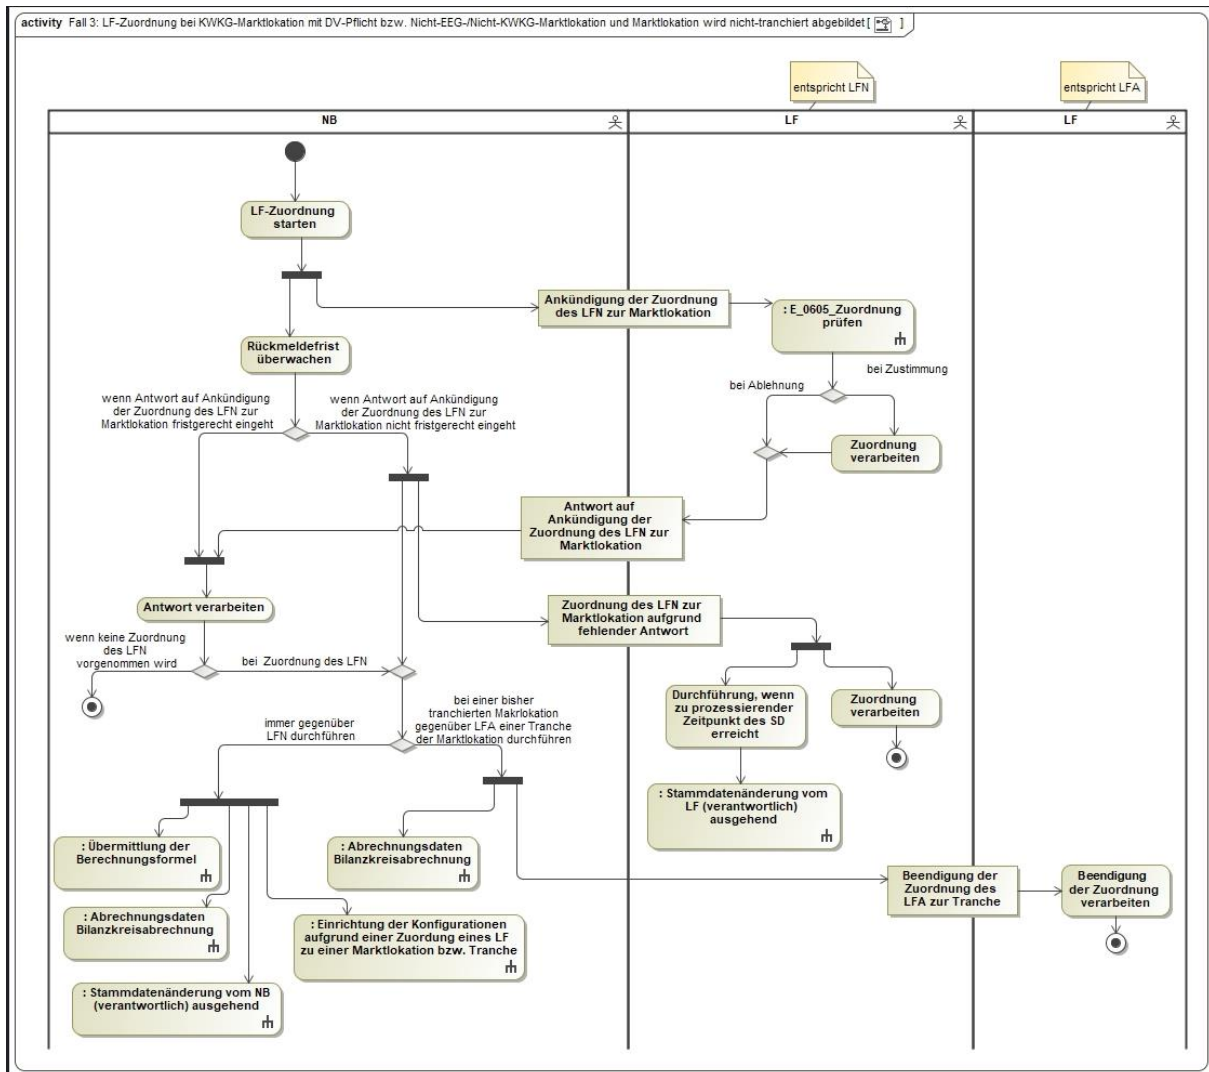 activity Fall 3: LF-Zuordnung bei KWKG-Marktlokation mit DV-Pflicht bzw. Nicht-EEG-/Nicht-KWKG-Marktlokation und Marktlokation wird nicht-tranchiert abgebildet [ ]
entspricht LFN
entspricht LFA
NB
LF
LF
LF-Zuordnung
starten
Ankündigung der Zuordnung
des LFN zur Marktlokation
: E_0605_Zuordnung
prüfen
Rückmeldefrist
überwachen
bei Zustimmung
bei Ablehnung
wenn Antwort auf Ankündigung
der Zuordnung des LFN zur
Marktlokation fristgerecht eingeht
wenn Antwort auf Ankündigung
der Zuordnung des LFN zur
Marktlokation nicht fristgerecht eingeht
Zuordnung
verarbeiten
Antwort auf
Ankündigung der
Zuordnung des LFN zur
Marktlokation
Antwort verarbeiten
Zuordnung des LFN zur
Marktlokation aufgrund
fehlender Antwort
wenn keine Zuordnung
des LFN
vorgenommen wird
bei Zuordnung des LFN
Durchführung, wenn
zu prozessierender
Zeitpunkt des SD
erreicht
Zuordnung
verarbeiten
immer gegenüber
LFN durchführen
bei einer bisher
tranchierten Makrlokation
gegenüber LFA einer Tranche
der Marktlokation durchführen
: Stammdatenänderung vom
LF (verantwortlich)
ausgehend
: Übermittlung der
Berechnungsformel
: Abrechnungsdaten
Bilanzkreisabrechnung
Beendigung der
Zuordnung des
LFA zur Tranche
Beendigung
der Zuordnung
verarbeiten
: Abrechnungsdaten
Bilanzkreisabrechnung
: Einrichtung der Konfigurationen
aufgrund einer Zuordung eines LF
zu einer Marktlokation bzw. Tranche
: Stammdatenänderung vom NB
(verantwortlich) ausgehend